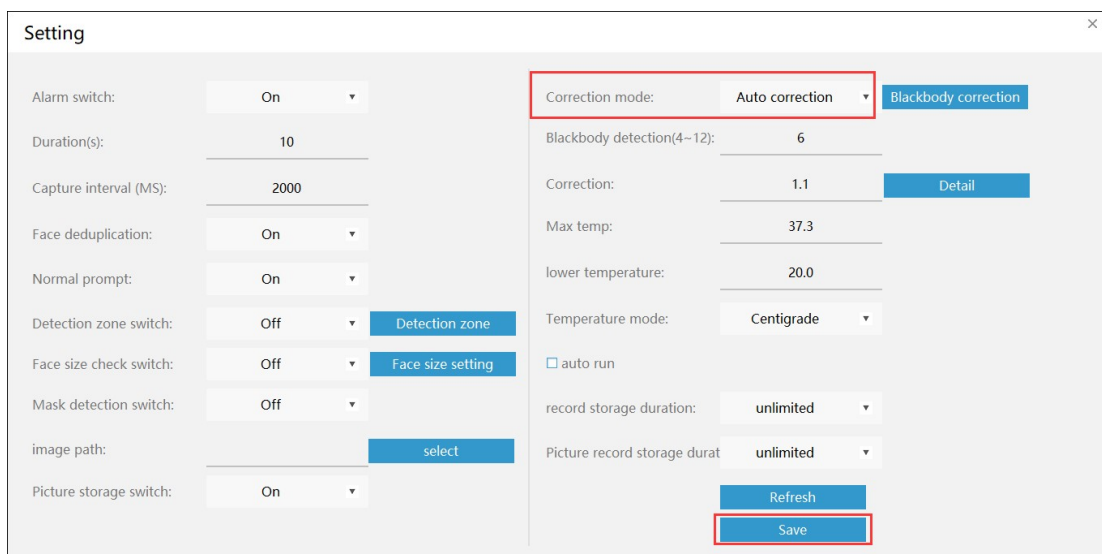 Setting
Alarm switch: On
Duration(s): 10
Capture interval (MS): 2000
Face deduplication: On
Normal prompt: On
Detection zone switch: Off Detection zone
Face size check switch: Off Face size setting
Mask detection switch: Off
image path: select
Picture storage switch: On
Correction mode: Auto correction Blackbody correction
Blackbody detection(4~12): 6
Correction: 1.1 Detail
Max temp: 37.3
lower temperature: 20.0
Temperature mode: Centigrade
auto run
record storage duration: unlimited
Picture record storage durat unlimited
Refresh
Save